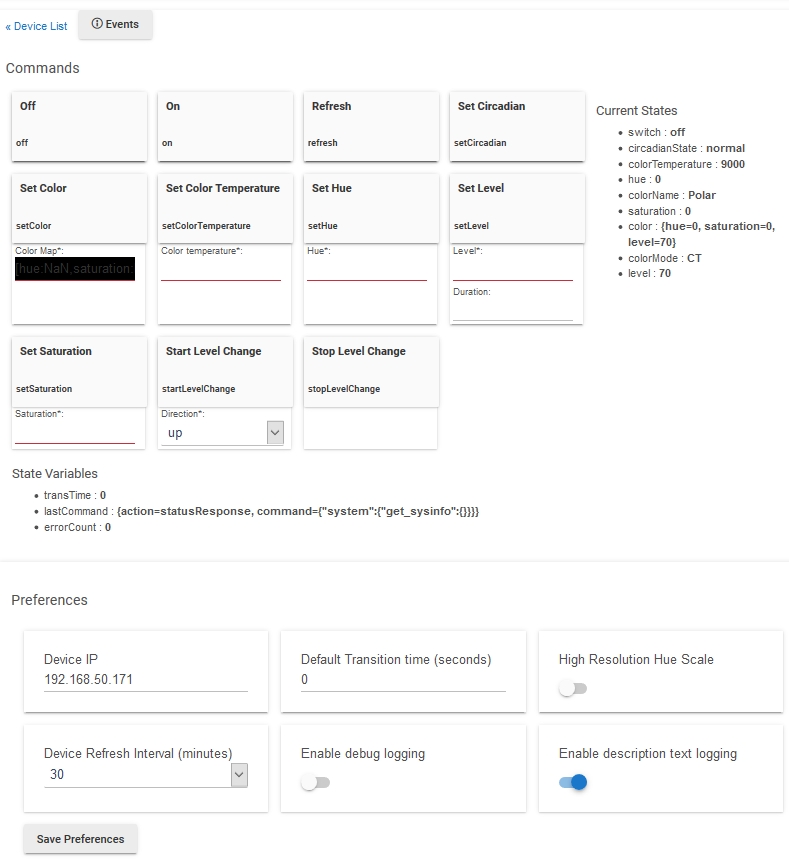 « Device List
Events
Commands
Off
On
Refresh
Set Circadian
off
on
refresh
setCircadian
Set Color
Set Color Temperature
Set Hue
Set Level
setColor
setColorTemperature
setHue
setLevel
Color Map*:
Color temperature*:
Hue*:
Level*:
[hue:NaN,saturation:
Duration:
Set Saturation
Start Level Change
Stop Level Change
setSaturation
startLevelChange
stopLevelChange
Saturation*:
Direction*:
up
Current States
switch : off
circadianState : normal
colorTemperature : 9000
hue : 0
colorName : Polar
saturation : 0
color : {hue=0, saturation=0,
level=70}
colorMode : CT
level : 70
State Variables
transTime : 0
lastCommand : {action=statusResponse, command={"system":{"get_sysinfo":{}}}}
errorCount : 0
Preferences
Device IP
192.168.50.171
Default Transition time (seconds)
0
High Resolution Hue Scale
Device Refresh Interval (minutes)
30
Enable debug logging
Enable description text logging
Save Preferences